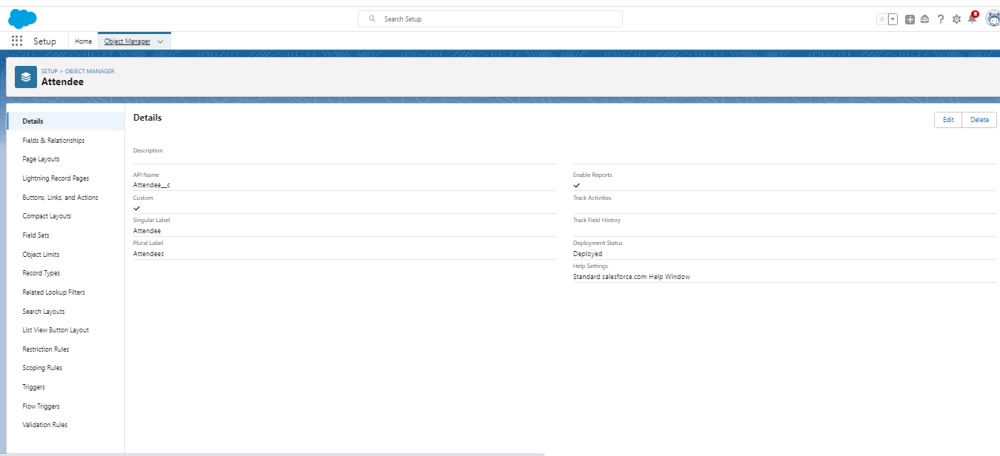 Search Setup
8
Setup
Home
Object Manager
SETUP > OBJECT MANAGER
Attendee
Details
Fields & Relationships
Page Layouts
Lightning Record Pages
Buttons, Links, and Actions
Compact Layouts
Field Sets
Object Limits
Record Types
Related Lookup Filters
Search Layouts
List View Button Layout
Restriction Rules
Scoping Rules
Triggers
Flow Triggers
Validation Rules
Details
Edit
Delete
Description
API Name
Attendee__c
Custom
Singular Label
Attendee
Plural Label
Attendees
Enable Reports
Track Activities
Track Field History
Deployment Status
Deployed
Help Settings
Standard salesforce.com Help Window